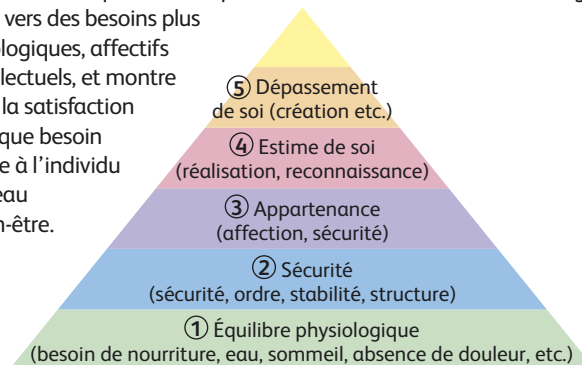 vers des besoins plus
ologiques, affectifs
lectuels, et montre
la satisfaction
que besoin
e à l'individu
eau
n-être.
⑤ Dépassement
de soi (création etc.)
④ Estime de soi
(réalisation, reconnaissance)
③ Appartenance
(affection, sécurité)
② Sécurité
(sécurité, ordre, stabilité, structure)
① Équilibre physiologique
(besoin de nourriture, eau, sommeil, absence de douleur, etc.)